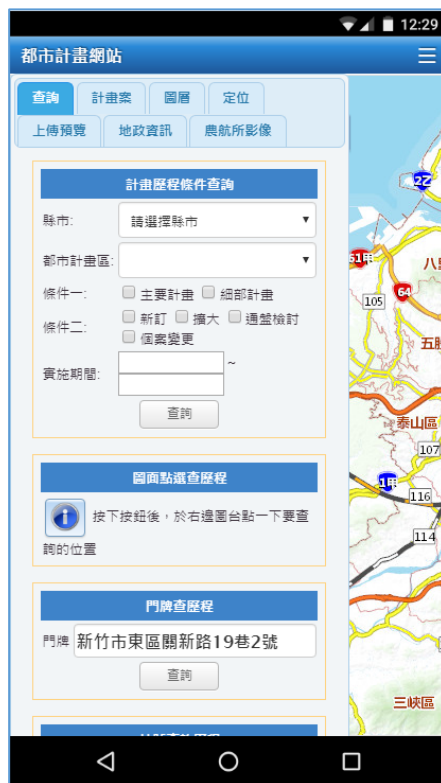 12:29
都市計畫網站
查詢 計畫案 圖層 定位
上傳預覽 地政資訊 農航所影像
計畫歷程條件查詢
縣市: 請選擇縣市
都市計畫區:
條件一: 主要計畫 細部計畫
條件二: 新訂 擴大 通盤檢討
個案變更
實施期間: ~
查詢
圖面點選查歷程
按下按鈕後，於右邊圖台點一下要查
詢的位置
門牌查歷程
門牌 新竹市東區關新路19巷2號
查詢
2乙
61甲
八
64
105
五股
泰山區
107
1甲
116
114
三峽區